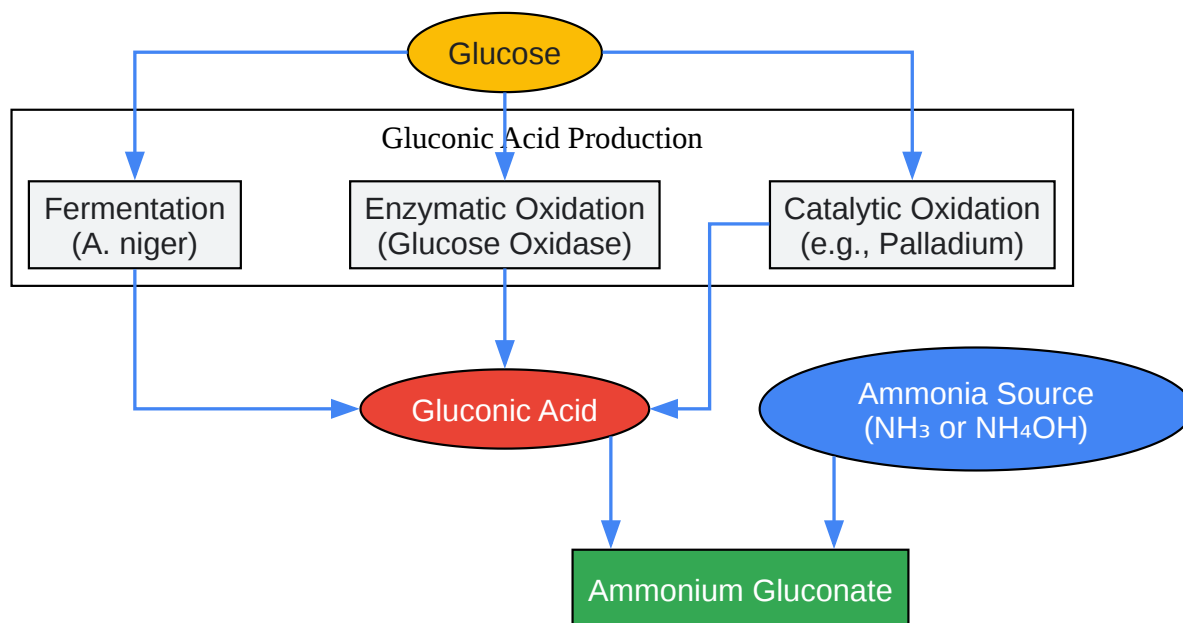 Glucose
Gluconic Acid Production
Fermentation
(A. niger)
Enzymatic Oxidation
(Glucose Oxidase)
Catalytic Oxidation
(e.g., Palladium)
Gluconic Acid
Ammonia Source
(NH₃ or NH₄OH)
Ammonium Gluconate